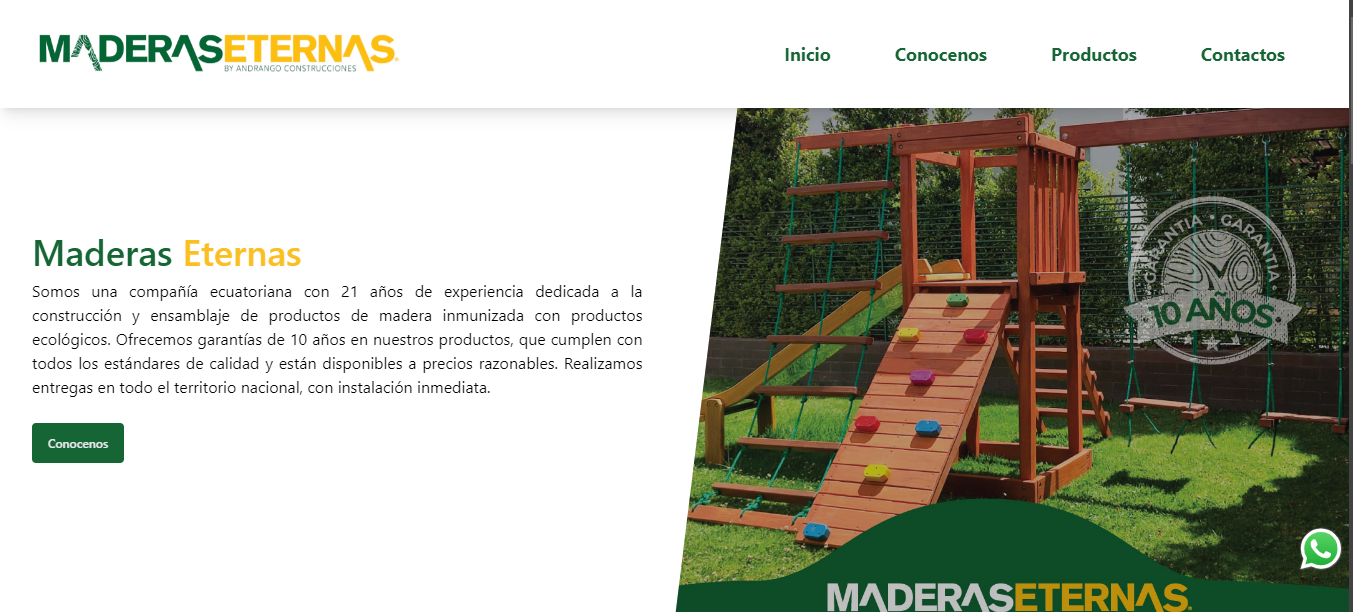 MADERASETERNAS
BY ANDRANGO CONSTRUCCIONES
Inicio
Conocenos
Productos
Contactos
Maderas Eternas
Somos una compañía ecuatoriana con 21 años de experiencia dedicada a la
construcción y ensamblaje de productos de madera inmunizada con productos
ecológicos. Ofrecemos garantías de 10 años en nuestros productos, que cumplen con
todos los estándares de calidad y están disponibles a precios razonables. Realizamos
entregas en todo el territorio nacional, con instalación inmediata.
Conocenos
GARANTIA • GARANTIA
10 AÑOS
MADERASETERNAS